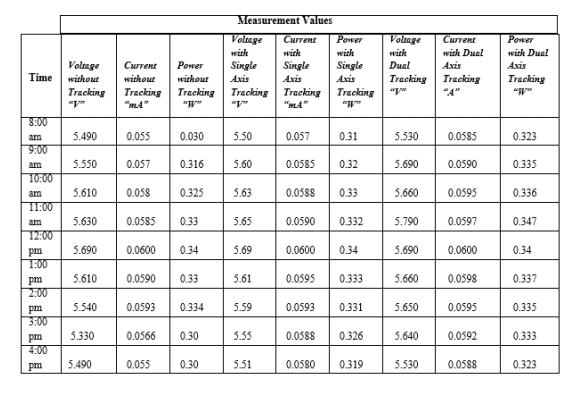 Measurement Values
Time | Voltage without Tracking "V" | Current without Tracking "mA" | Power without Tracking "W" | Voltage with Single Axis Tracking "V" | Current with Single Axis Tracking "mA" | Power with Single Axis Tracking "W" | Voltage with Dual Tracking "V" | Current with Dual Axis Tracking "A" | Power with Dual Axis Tracking "W"
8:00 am | 5.490 | 0.055 | 0.030 | 5.50 | 0.057 | 0.31 | 5.530 | 0.0585 | 0.323
9:00 am | 5.550 | 0.057 | 0.316 | 5.60 | 0.0585 | 0.32 | 5.690 | 0.0590 | 0.335
10:00 am | 5.610 | 0.058 | 0.325 | 5.63 | 0.0588 | 0.33 | 5.660 | 0.0595 | 0.336
11:00 am | 5.630 | 0.0585 | 0.33 | 5.65 | 0.0590 | 0.332 | 5.790 | 0.0597 | 0.347
12:00 pm | 5.690 | 0.0600 | 0.34 | 5.69 | 0.0600 | 0.34 | 5.690 | 0.0600 | 0.34
1:00 pm | 5.610 | 0.0590 | 0.33 | 5.61 | 0.0595 | 0.333 | 5.660 | 0.0598 | 0.337
2:00 pm | 5.540 | 0.0593 | 0.334 | 5.59 | 0.0593 | 0.331 | 5.650 | 0.0595 | 0.335
3:00 pm | 5.330 | 0.0566 | 0.30 | 5.55 | 0.0588 | 0.326 | 5.640 | 0.0592 | 0.333
4:00 pm | 5.490 | 0.055 | 0.30 | 5.51 | 0.0580 | 0.319 | 5.530 | 0.0588 | 0.323